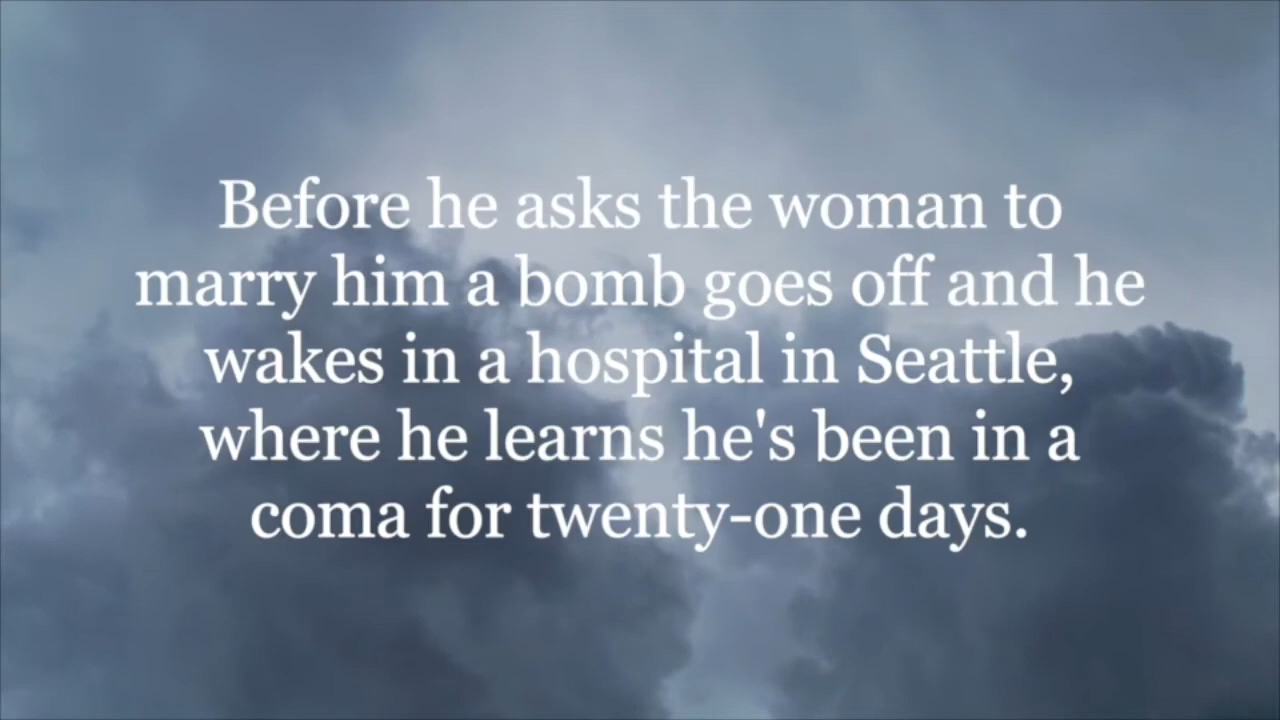 Before he asks the woman to
marry him a bomb goes off and he
wakes in a hospital in Seattle,
where he learns he's been in a
coma for twenty-one days.